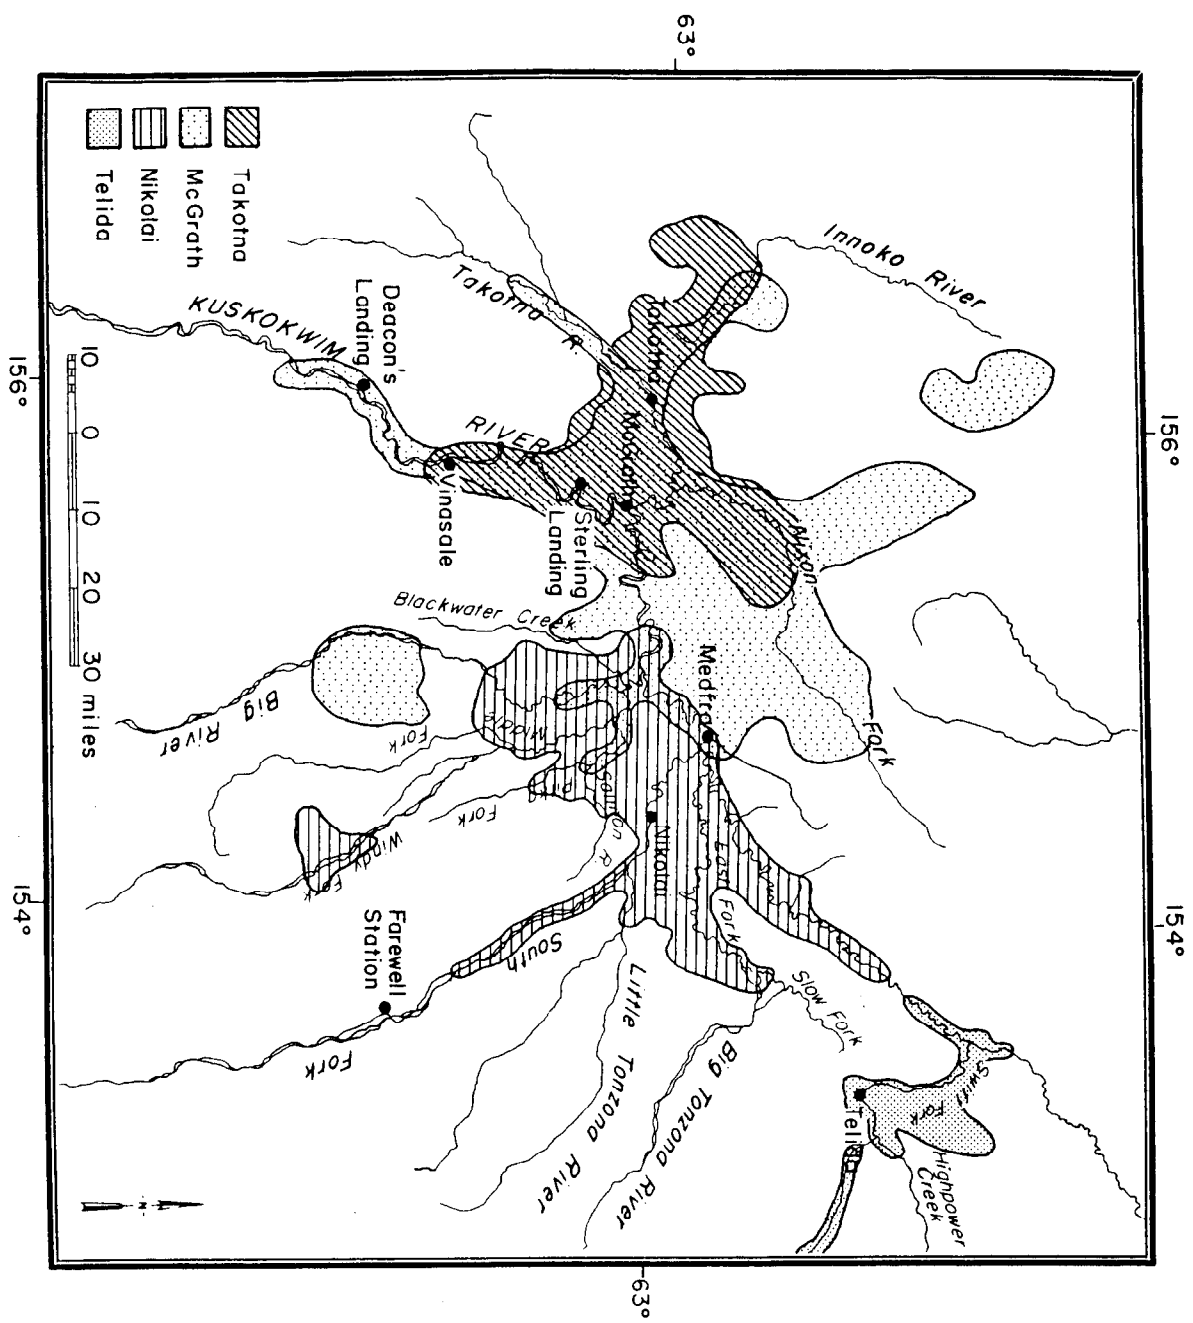 63°
156°
154°
63°
156°
154°
Innoko River
Takotna
Takotna R.
McGrath
Nixon
Fork
Sterling
Landing
Deacon's
Landing
KUSKOKWIM
RIVER
Vinasale
Blackwater Creek
Medfra
Nikolai
East
Fork
Slow Fork
Swift
Fork
Telida
Highpower
Creek
Big
River
Middle
Fork
Pitka
Fork
Salmon R.
Windy
Fork
South
Fork
Farewell
Station
Little Tonzona River
Big Tonzona River
Takotna
McGrath
Nikolai
Telida
10 0 10 20 30 miles
N